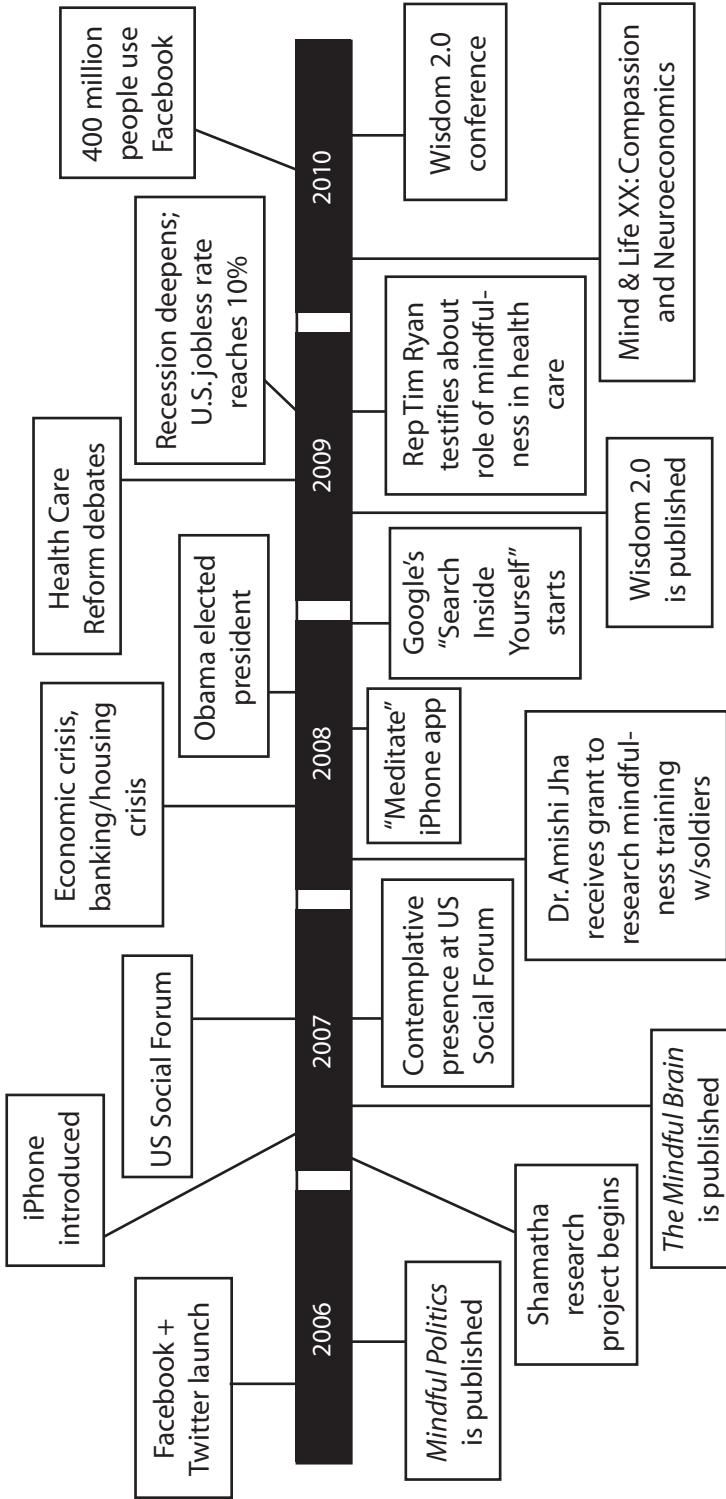 Facebook +
Twitter launch
iPhone
introduced
US Social Forum
Economic crisis,
banking/housing
crisis
Obama elected
president
Health Care
Reform debates
Recession deepens;
U.S. jobless rate
reaches 10%
400 million
people use
Facebook
2006
2007
2008
2009
2010
Mindful Politics
is published
Shamatha
research
project begins
The Mindful Brain
is published
Contemplative
presence at US
Social Forum
Dr. Amishi Jha
receives grant to
research mindful-
ness training
w/soldiers
"Meditate"
iPhone app
Google's
"Search
Inside
Yourself"
starts
Wisdom 2.0
is published
Rep Tim Ryan
testifies about
role of mindful-
ness in health
care
Mind & Life XX: Compassion
and Neuroeconomics
Wisdom 2.0
conference